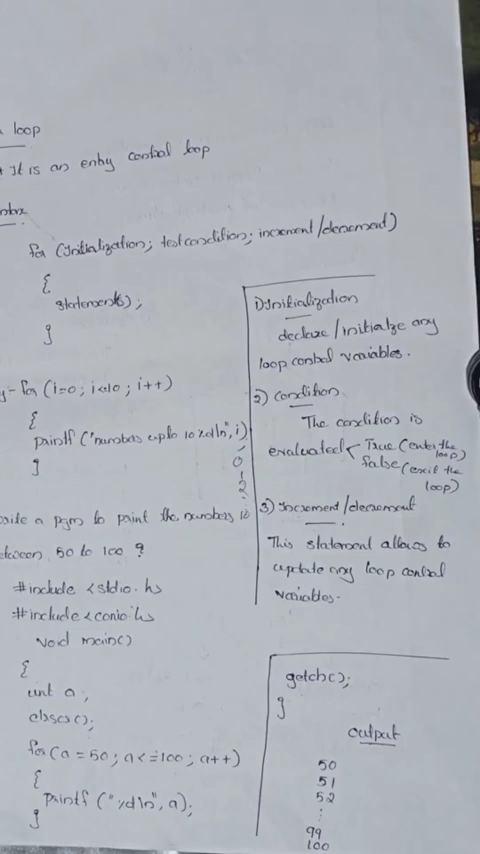 loop
It is an entry control loop
for (Initialization; test condition; increment/decrement)
{
statement(s);
}
for (i=0; i<10; i++)
{
printf ("numbers upto 10 %d\n", i)
}
0
1
2
1) Initialization
declare/initialize any
loop control variables.
2) condition
The condition is
evaluated < True (enter the loop)
false (exit the loop)
3) Increment/decrement
This statement allows to
update any loop control
variables.
a pgm to print the numbers
50 to 100 ?
#include <stdio.h>
#include <conio.h>
void main()
{
int a;
clrscr();
for(a = 50; a<=100; a++)
{
printf ("%d\n", a);
}
getch();
}
output
50
51
52
⋮
99
100